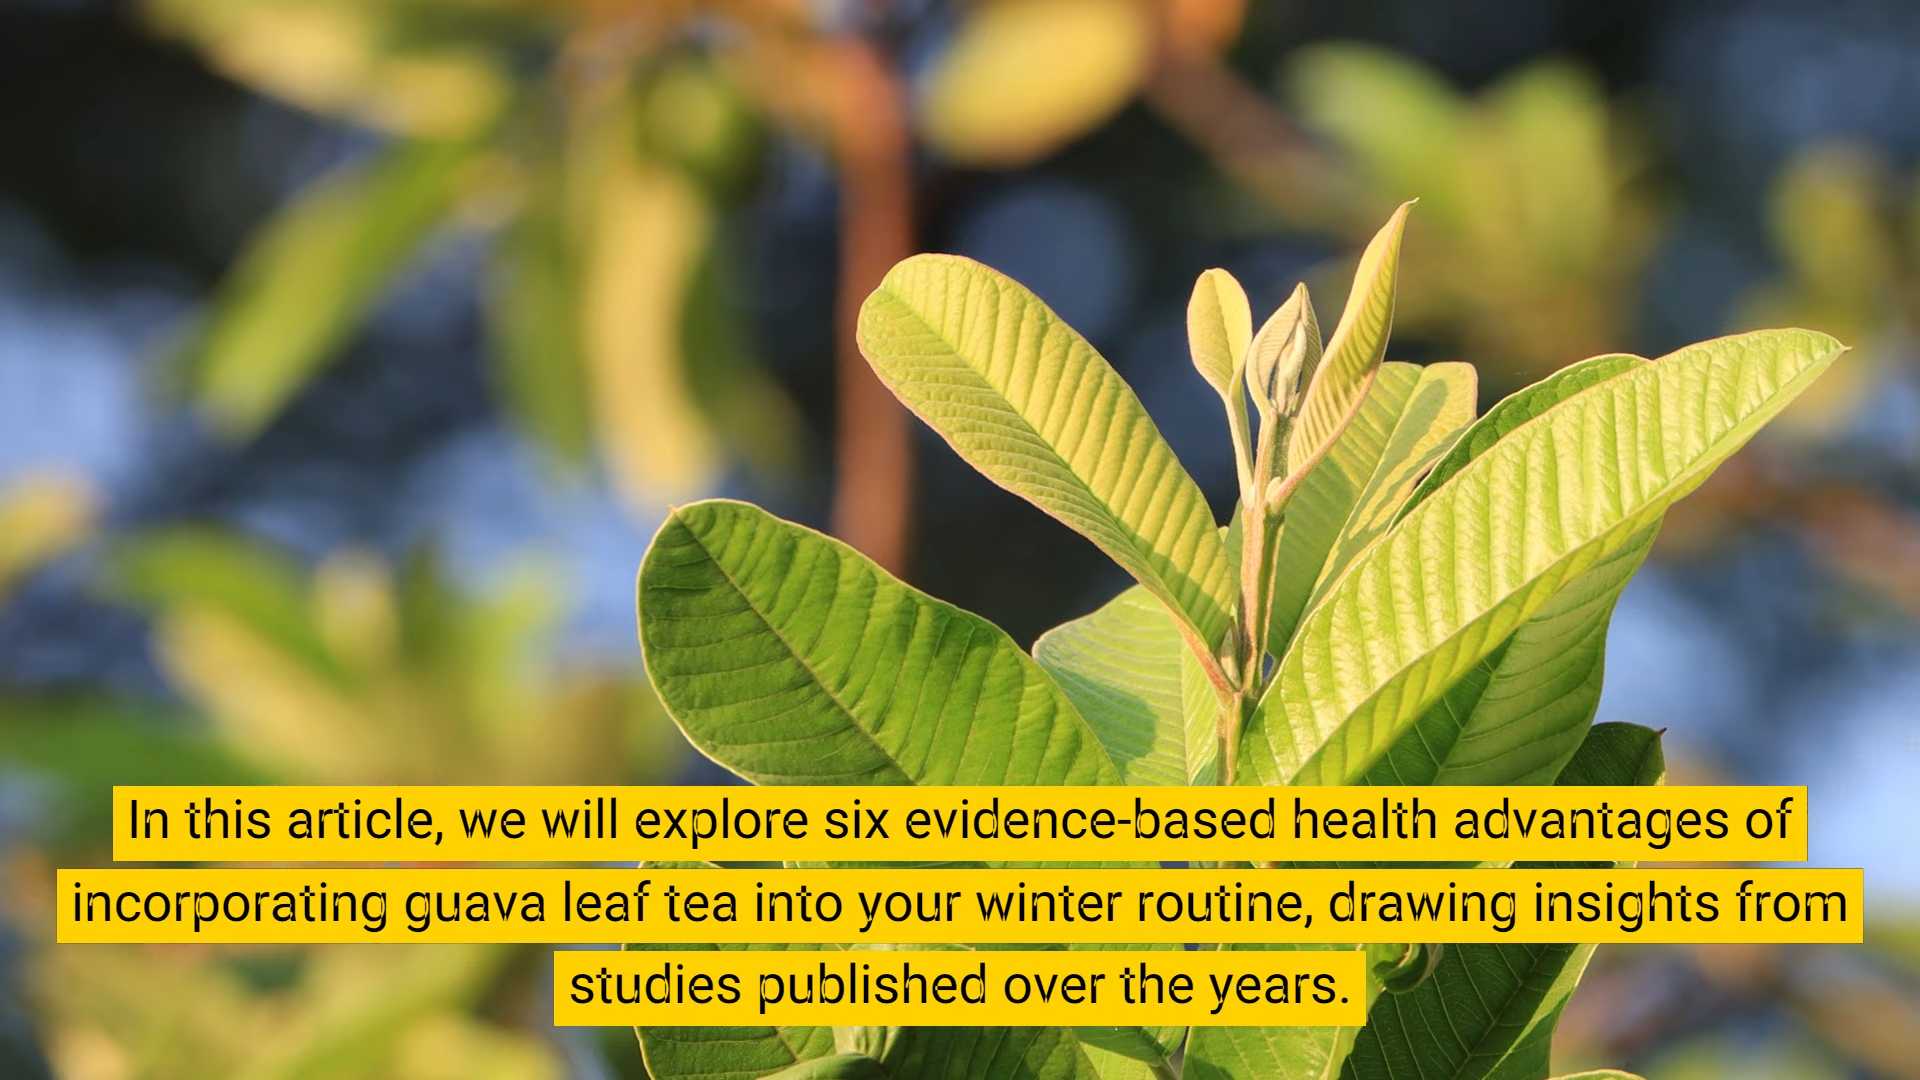 In this article, we will explore six evidence-based health advantages of
incorporating guava leaf tea into your winter routine, drawing insights from
studies published over the years.